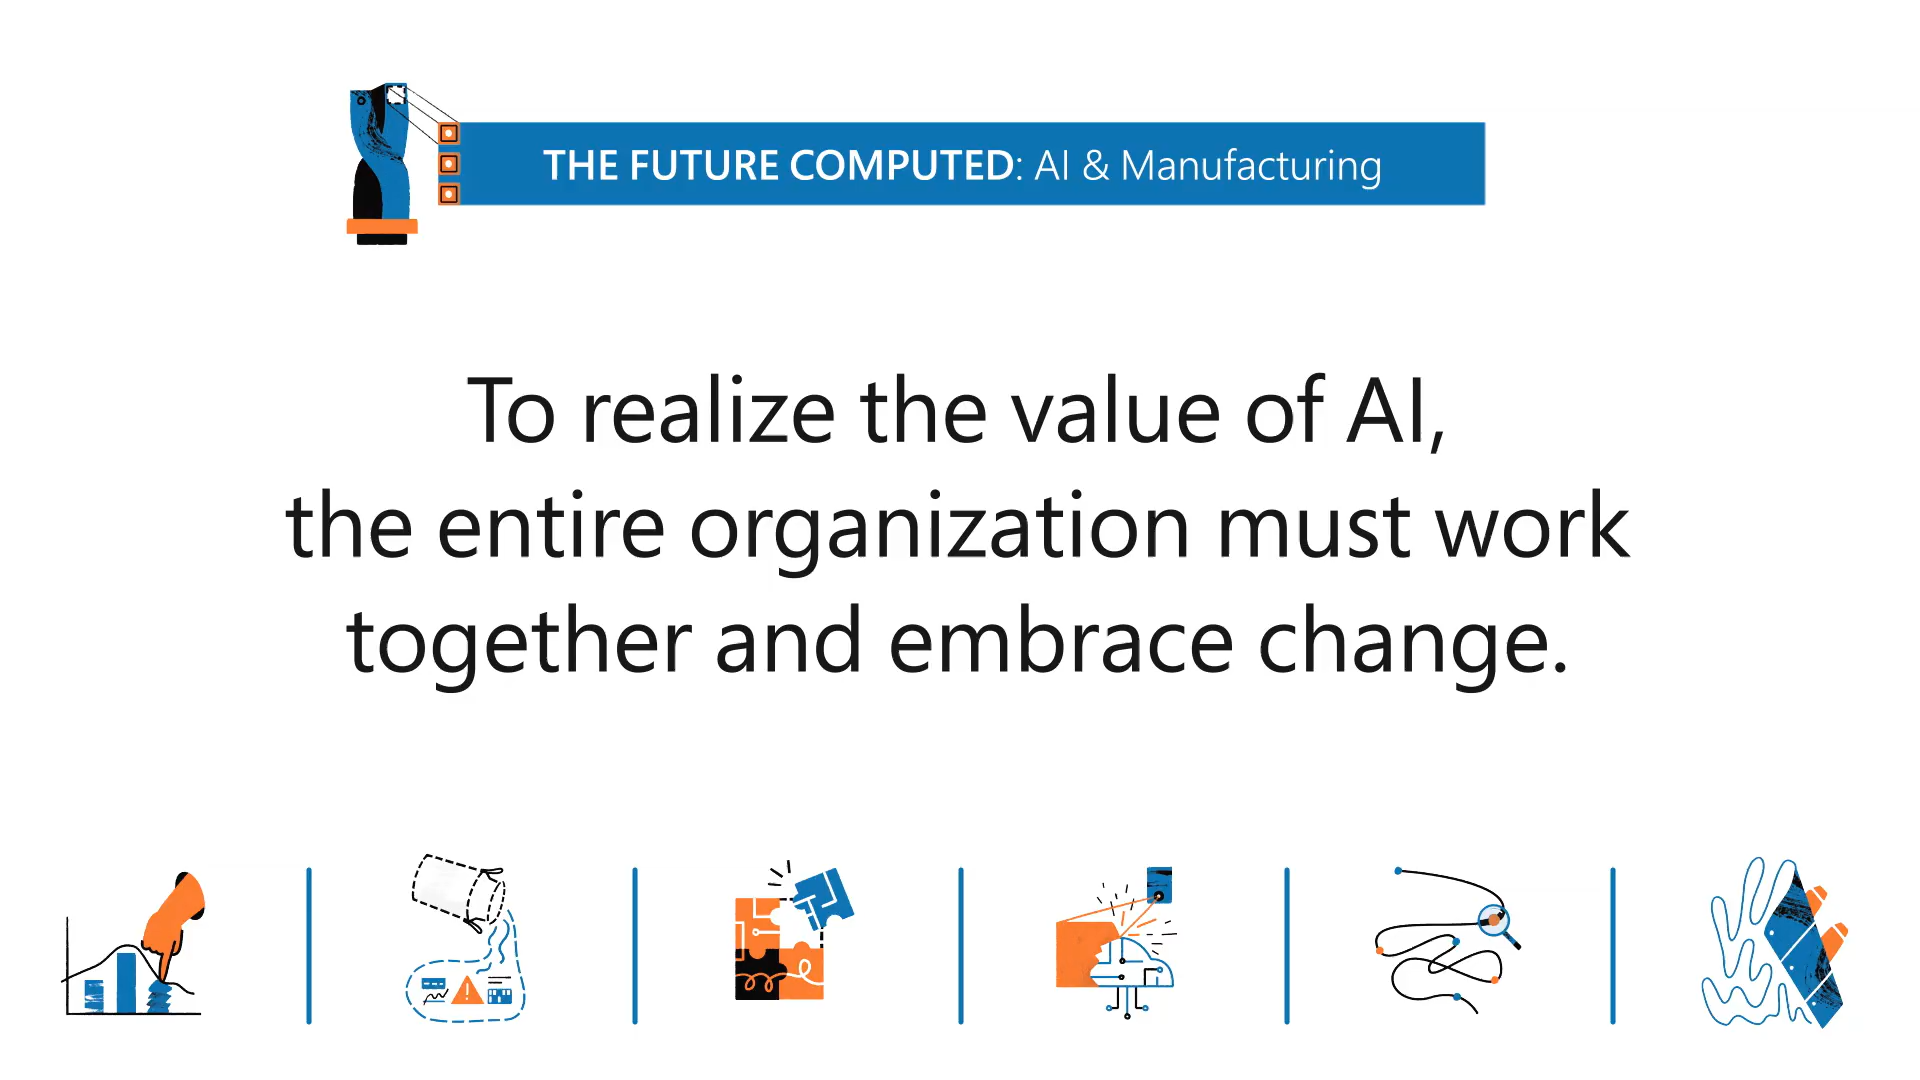 THE FUTURE COMPUTED: AI & Manufacturing
To realize the value of AI,
the entire organization must work
together and embrace change.